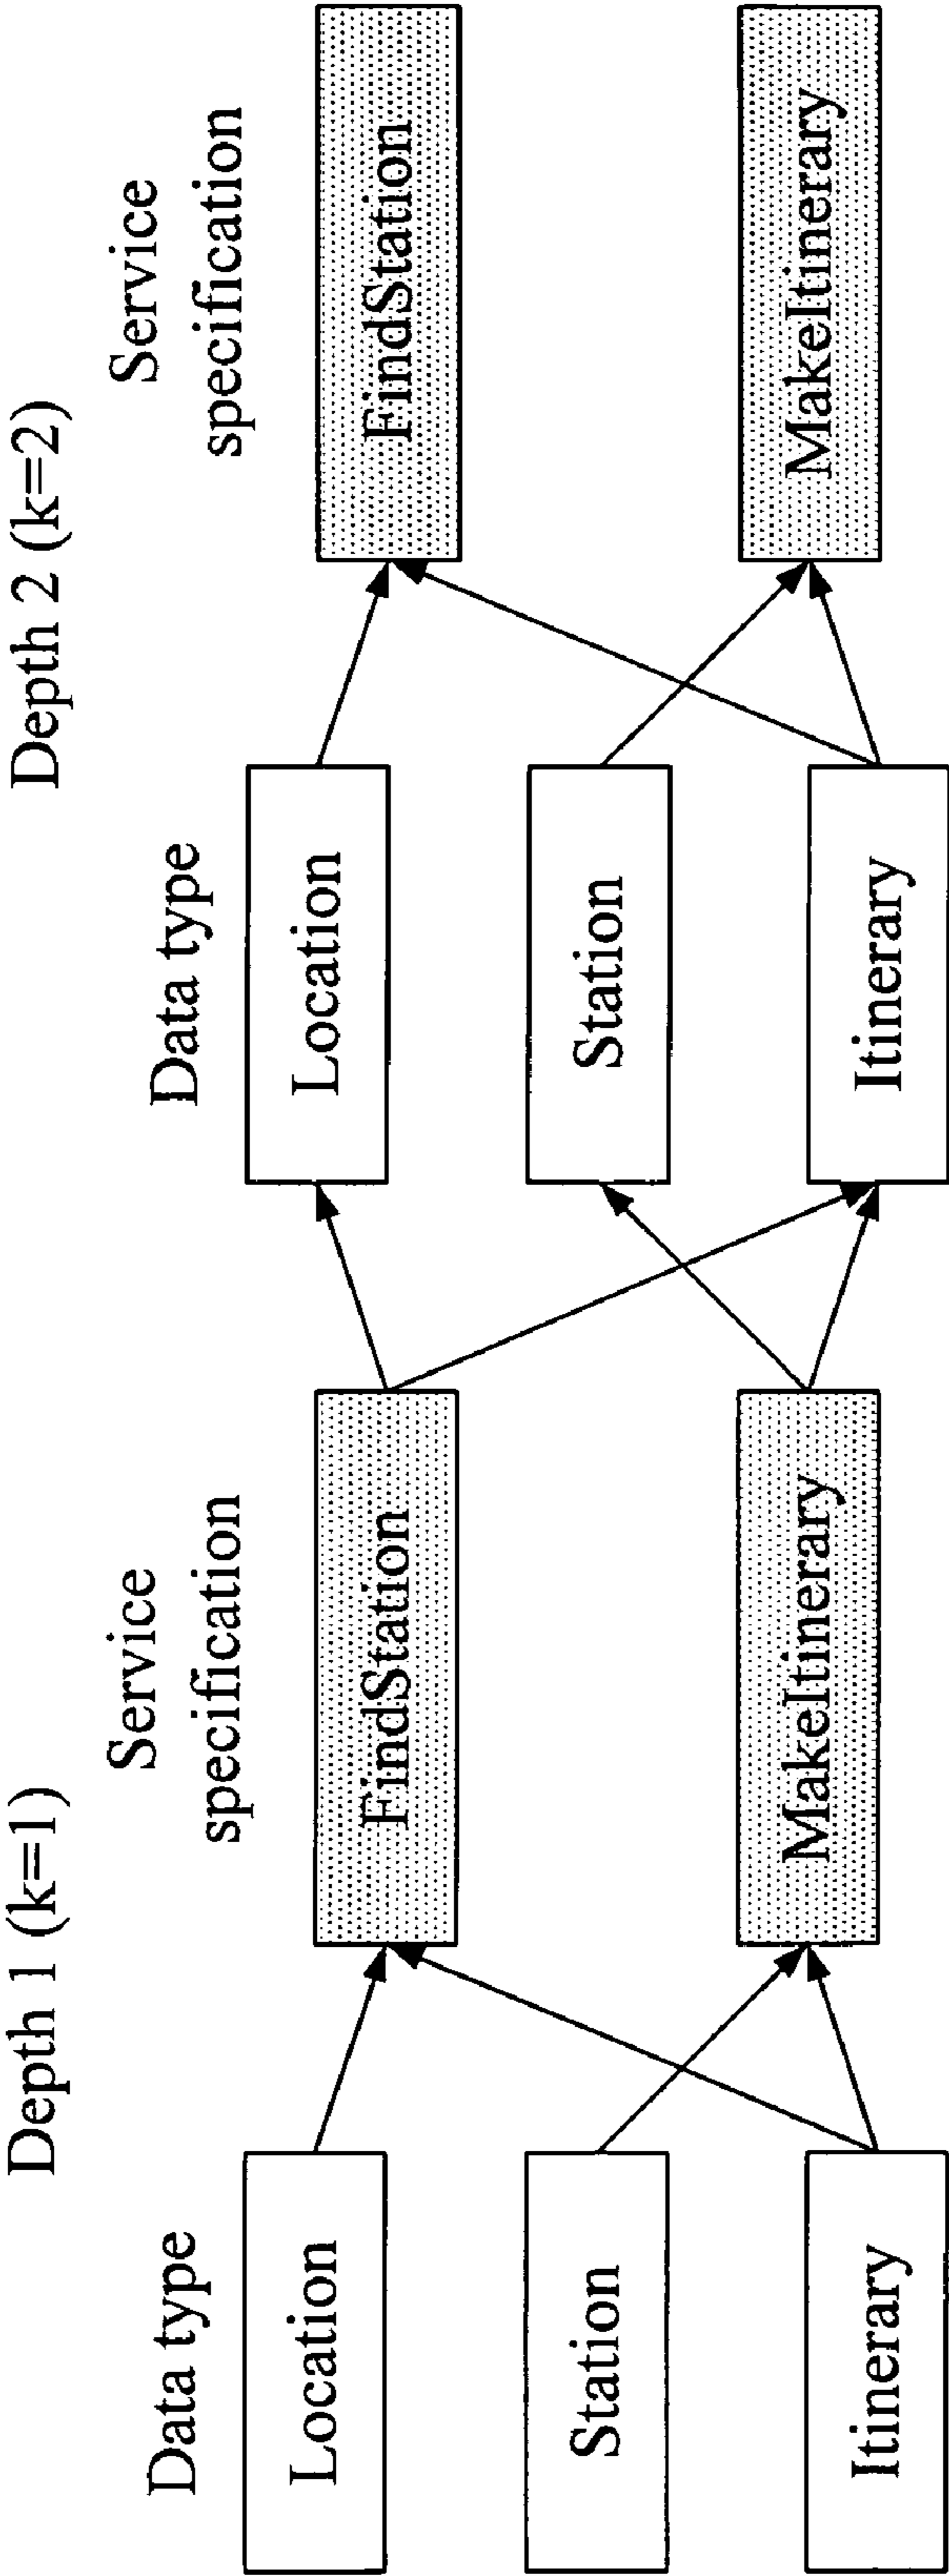 Depth 1 (k=1)
Depth 2 (k=2)
Data type
Service
specification
Data type
Service
specification
Location
Station
Itinerary
FindStation
MakeItinerary
Location
Station
Itinerary
FindStation
MakeItinerary